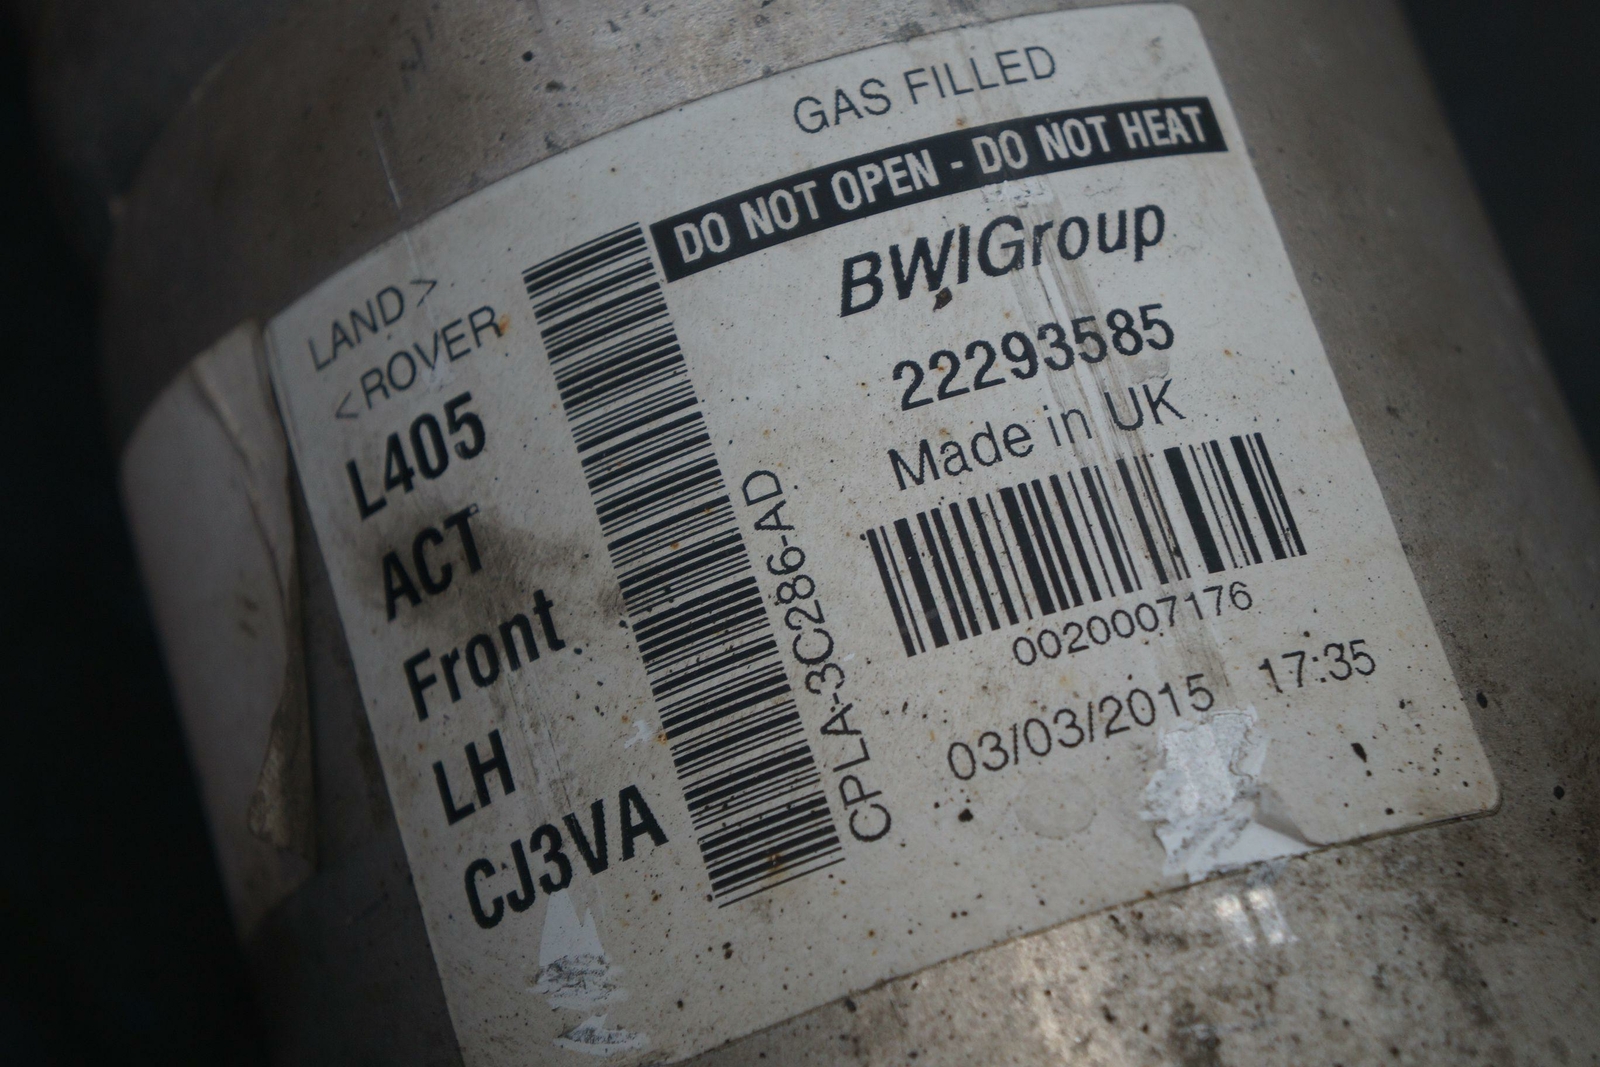 GAS FILLED
DO NOT OPEN - DO NOT HEAT
LAND >
< ROVER
L405
ACT
Front
LH
CJ3VA
CPLA-3C286-AD
BWIGroup
22293585
Made in UK
0020007176
03/03/2015 17:35